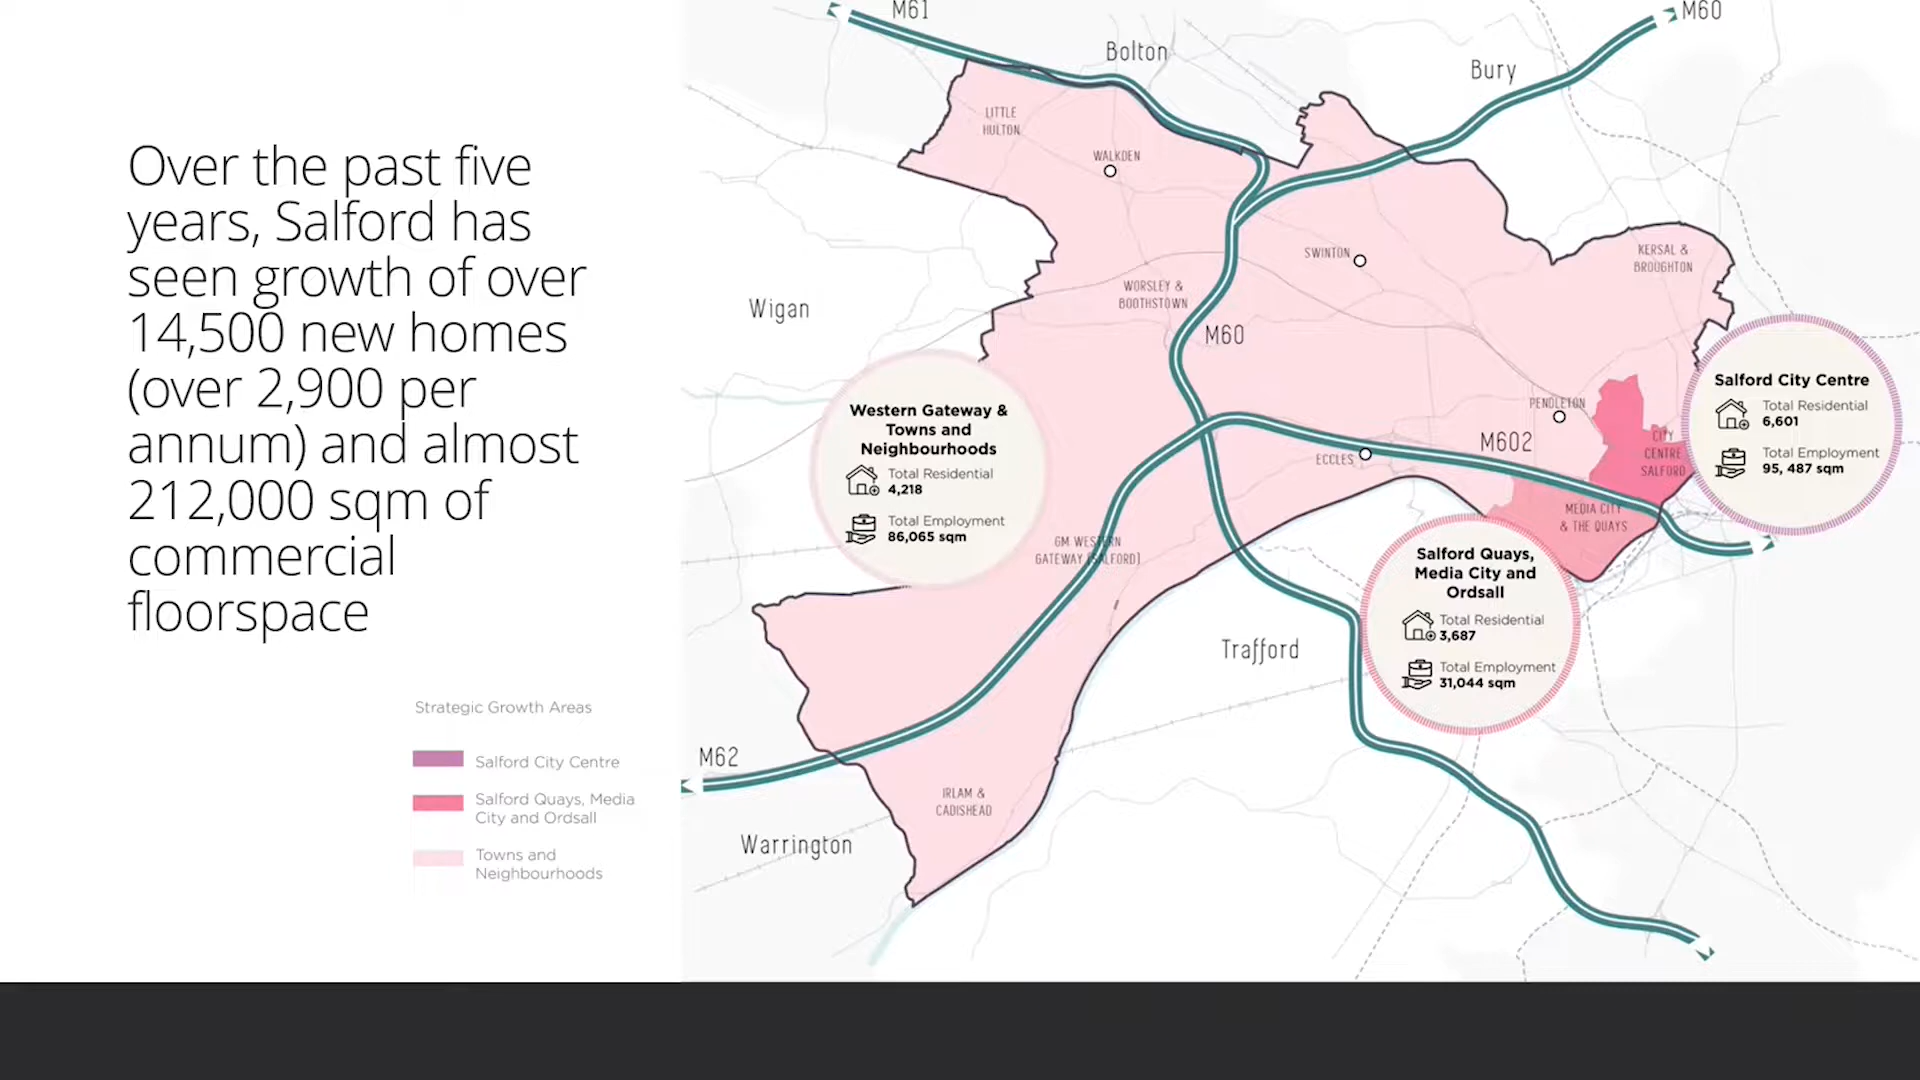 Over the past five
years, Salford has
seen growth of over
14,500 new homes
(over 2,900 per
annum) and almost
212,000 sqm of
commercial
floorspace
Strategic Growth Areas
Salford City Centre
Salford Quays, Media
City and Ordsall
Towns and
Neighbourhoods
M61
M60
Bolton
Bury
LITTLE
HULTON
WALKDEN
SWINTON
KERSAL &
BROUGHTON
WORSLEY &
BOOTHSTOWN
Wigan
M60
Western Gateway &
Towns and
Neighbourhoods
Total Residential
4,218
Total Employment
86,065 sqm
Salford City Centre
Total Residential
6,601
Total Employment
95, 487 sqm
PENDLETON
M602
ECCLES
CITY
CENTRE
SALFORD
MEDIA CITY
& THE QUAYS
GM WESTERN
GATEWAY (SALFORD)
Salford Quays,
Media City and
Ordsall
Total Residential
3,687
Total Employment
31,044 sqm
Trafford
M62
IRLAM &
CADISHEAD
Warrington